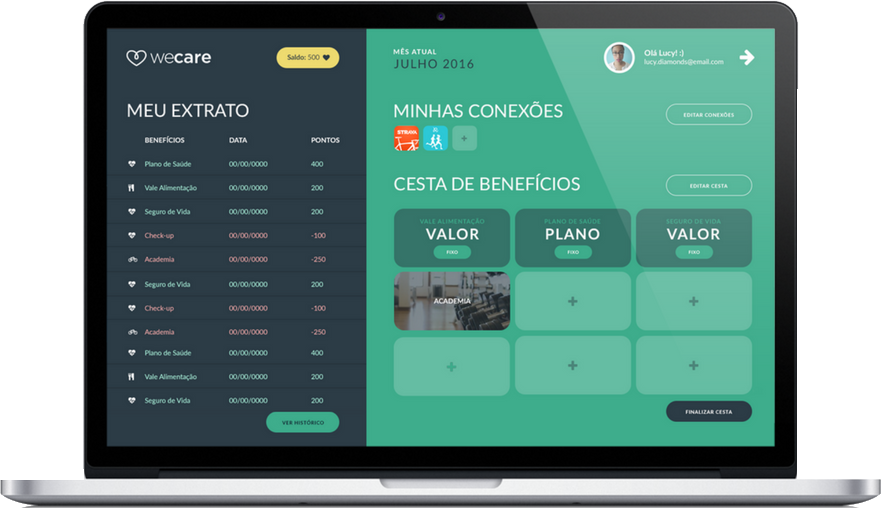 wecare
Saldo: 500
MEU EXTRATO
BENEFÍCIOS DATA PONTOS
Plano de Saúde 00/00/0000 400
Vale Alimentação 00/00/0000 200
Seguro de Vida 00/00/0000 200
Check-up 00/00/0000 -100
Academia 00/00/0000 -250
Seguro de Vida 00/00/0000 200
Check-up 00/00/0000 -100
Academia 00/00/0000 -250
Plano de Saúde 00/00/0000 400
Vale Alimentação 00/00/0000 200
Seguro de Vida 00/00/0000 200
VER HISTÓRICO
MÊS ATUAL
JULHO 2016
Olá Lucy! :)
lucy.diamonds@email.com
MINHAS CONEXÕES
EDITAR CONEXÕES
STRAVA
CESTA DE BENEFÍCIOS
EDITAR CESTA
VALE ALIMENTAÇÃO PLANO DE SAÚDE SEGURO DE VIDA
VALOR PLANO VALOR
FIXO FIXO FIXO
ACADEMIA
FINALIZAR CESTA